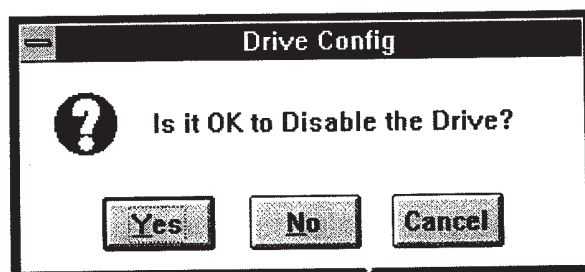 Drive Config
Is it OK to Disable the Drive?
Yes No Cancel